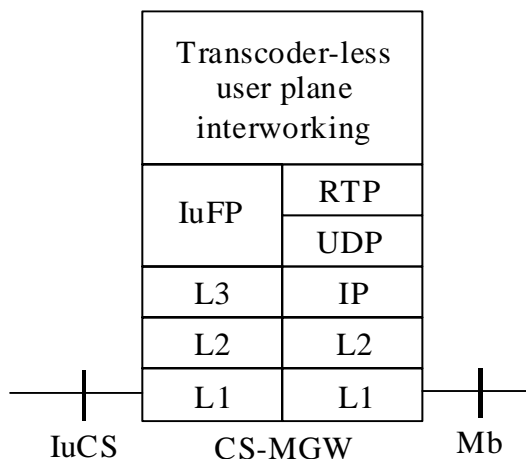 Transcoder-less
user plane
interworking
IuFP
RTP
UDP
L3
IP
L2
L2
L1
L1
IuCS
CS-MGW
Mb